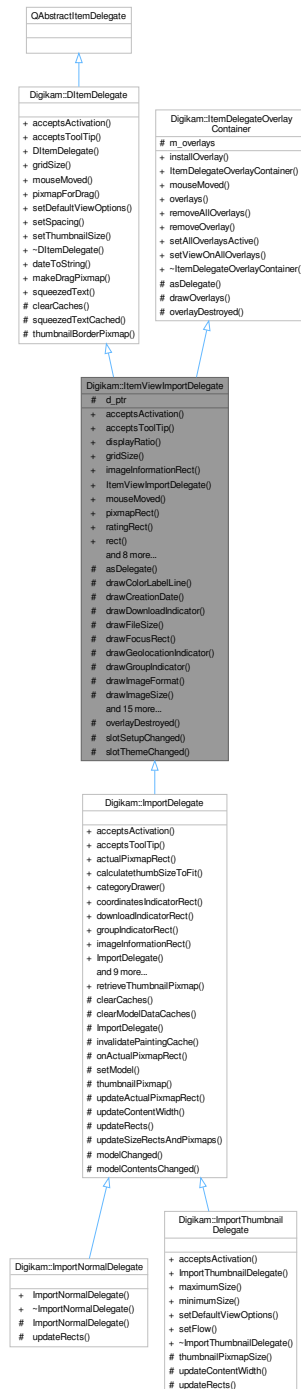 QAbstractItemDelegate
Digikam::DItemDelegate
+ acceptsActivation()
+ acceptsToolTip()
+ DItemDelegate()
+ gridSize()
+ mouseMoved()
+ pixmapForDrag()
+ setDefaultViewOptions()
+ setSpacing()
+ setThumbnailSize()
+ ~DItemDelegate()
+ dateToString()
+ makeDragPixmap()
+ squeezedText()
# clearCaches()
# squeezedTextCached()
# thumbnailBorderPixmap()
Digikam::ItemDelegateOverlay
Container
# m_overlays
+ installOverlay()
+ ItemDelegateOverlayContainer()
+ mouseMoved()
+ overlays()
+ removeAllOverlays()
+ removeOverlay()
+ setAllOverlaysActive()
+ setViewOnAllOverlays()
+ ~ItemDelegateOverlayContainer()
# asDelegate()
# drawOverlays()
# overlayDestroyed()
Digikam::ItemViewImportDelegate
# d_ptr
+ acceptsActivation()
+ acceptsToolTip()
+ displayRatio()
+ gridSize()
+ imageInformationRect()
+ ItemViewImportDelegate()
+ mouseMoved()
+ pixmapRect()
+ ratingRect()
+ rect()
and 8 more...
# asDelegate()
# drawColorLabelLine()
# drawCreationDate()
# drawDownloadIndicator()
# drawFileSize()
# drawFocusRect()
# drawGeolocationIndicator()
# drawGroupIndicator()
# drawImageFormat()
# drawImageSize()
and 15 more...
# overlayDestroyed()
# slotSetupChanged()
# slotThemeChanged()
Digikam::ImportDelegate
+ acceptsActivation()
+ acceptsToolTip()
+ actualPixmapRect()
+ calculatethumbSizeToFit()
+ categoryDrawer()
+ coordinatesIndicatorRect()
+ downloadIndicatorRect()
+ groupIndicatorRect()
+ imageInformationRect()
+ ImportDelegate()
and 9 more...
+ retrieveThumbnailPixmap()
# clearCaches()
# clearModelDataCaches()
# ImportDelegate()
# invalidatePaintingCache()
# onActualPixmapRect()
# setModel()
# thumbnailPixmap()
# updateActualPixmapRect()
# updateContentWidth()
# updateRects()
# updateSizeRectsAndPixmaps()
# modelChanged()
# modelContentsChanged()
Digikam::ImportNormalDelegate
+ ImportNormalDelegate()
+ ~ImportNormalDelegate()
# ImportNormalDelegate()
# updateRects()
Digikam::ImportThumbnail
Delegate
+ acceptsActivation()
+ ImportThumbnailDelegate()
+ maximumSize()
+ minimumSize()
+ setDefaultViewOptions()
+ setFlow()
+ ~ImportThumbnailDelegate()
# thumbnailPixmapSize()
# updateContentWidth()
# updateRects()